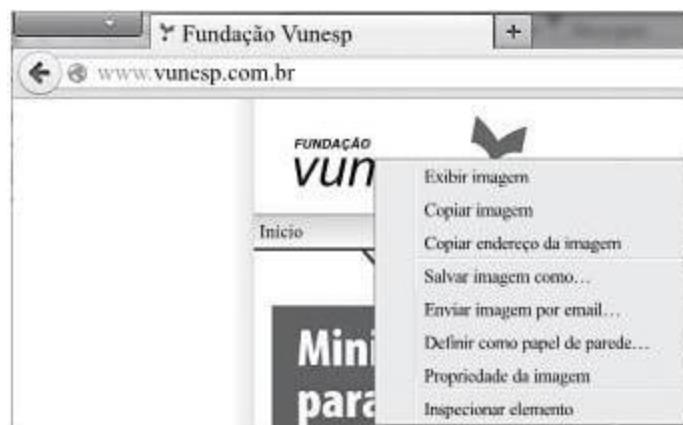 Fundação Vunesp +
www.vunesp.com.br
FUNDAÇÃO
vun
Inicio
Exibir imagem
Copiar imagem
Copiar endereço da imagem
Salvar imagem como...
Enviar imagem por email...
Definir como papel de parede...
Propriedade da imagem
Inspecionar elemento
Mini
para